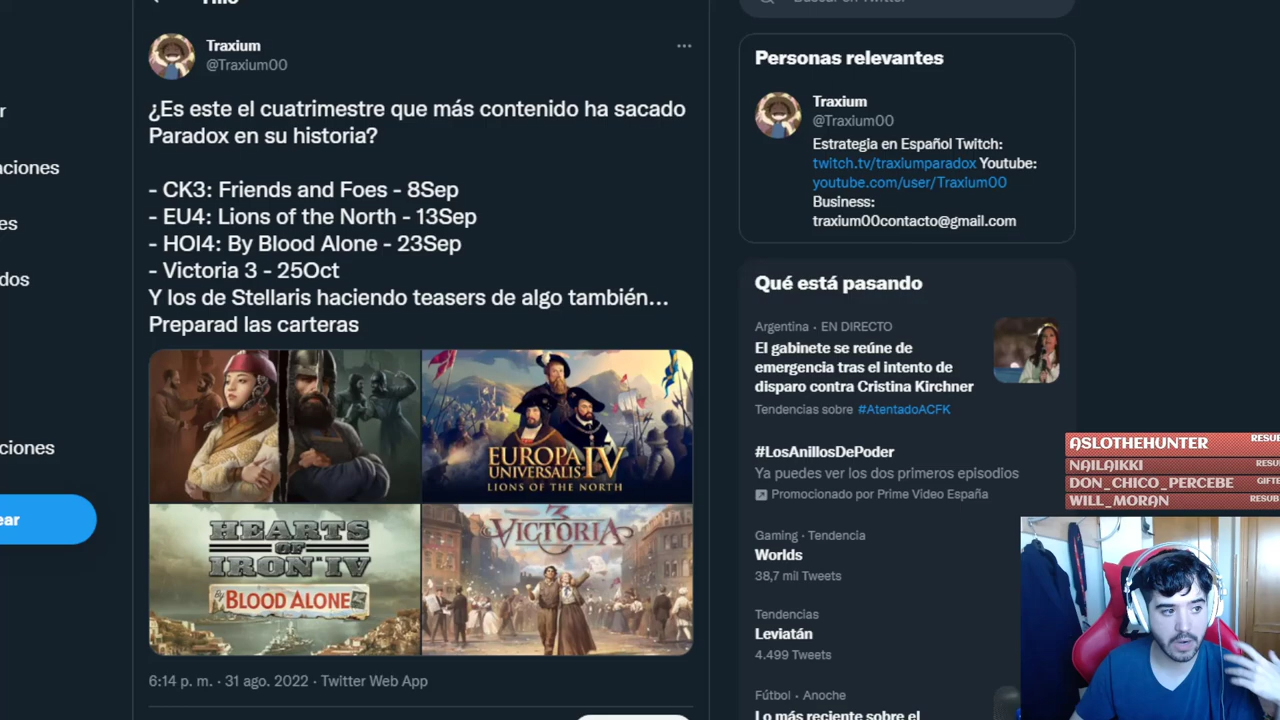 Hilo
Buscar en Twitter
r
aciones
es
dos
ciones
ear
Traxium
@Traxium00
¿Es este el cuatrimestre que más contenido ha sacado
Paradox en su historia?
- CK3: Friends and Foes - 8Sep
- EU4: Lions of the North - 13Sep
- HOI4: By Blood Alone - 23Sep
- Victoria 3 - 25Oct
Y los de Stellaris haciendo teasers de algo también...
Preparad las carteras
EUROPA
UNIVERSALIS IV
LIONS OF THE NORTH
HEARTS
OF
IRON IV
By BLOOD ALONE
3
VICTORIA
6:14 p. m. · 31 ago. 2022 · Twitter Web App
Personas relevantes
Traxium
@Traxium00
Estrategia en Español Twitch:
twitch.tv/traxiumparadox Youtube:
youtube.com/user/Traxium00
Business:
traxium00contacto@gmail.com
Qué está pasando
Argentina · EN DIRECTO
El gabinete se reúne de
emergencia tras el intento de
disparo contra Cristina Kirchner
Tendencias sobre #AtentadoACFK
#LosAnillosDePoder
Ya puedes ver los dos primeros episodios
Promocionado por Prime Video España
Gaming · Tendencia
Worlds
38,7 mil Tweets
Tendencias
Leviatán
4.499 Tweets
Fútbol · Anoche
Lo más reciente sobre el
ASLOTHEHUNTER RESUB
NAILAIKKI RESU
DON_CHICO_PERCEBE GIFTE
WILL_MORAN RESUB